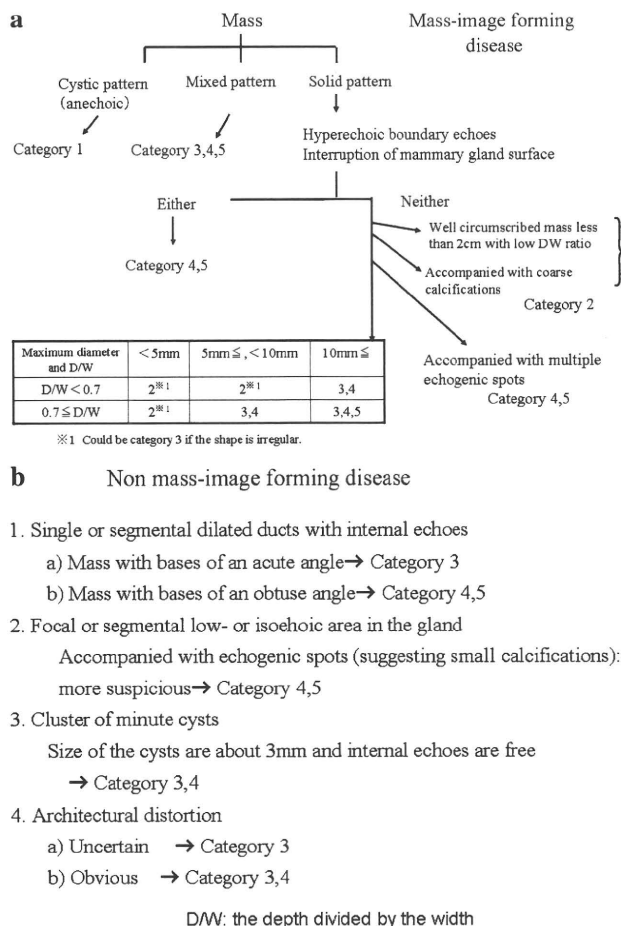 a
Mass
Mass-image forming
disease
Cystic pattern
(anechoic)
Mixed pattern
Solid pattern
Category 1
Category 3,4,5
Hyperechoic boundary echoes
Interruption of mammary gland surface
Either
Neither
Category 4,5
Well circumscribed mass less
than 2cm with low DW ratio
Accompanied with coarse
calcifications
Category 2
Accompanied with multiple
echogenic spots
Category 4,5
Maximum diameter
and D/W
<5mm
5mm≦,<10mm
10mm≦
D/W<0.7
2※1
2※1
3,4
0.7≦D/W
2※1
3,4
3,4,5
※1 Could be category 3 if the shape is irregular.
b
Non mass-image forming disease
1. Single or segmental dilated ducts with internal echoes
a) Mass with bases of an acute angle→ Category 3
b) Mass with bases of an obtuse angle→ Category 4,5
2. Focal or segmental low- or isoehoic area in the gland
Accompanied with echogenic spots (suggesting small calcifications):
more suspicious→ Category 4,5
3. Cluster of minute cysts
Size of the cysts are about 3mm and internal echoes are free
→ Category 3,4
4. Architectural distortion
a) Uncertain → Category 3
b) Obvious → Category 3,4
D/W: the depth divided by the width